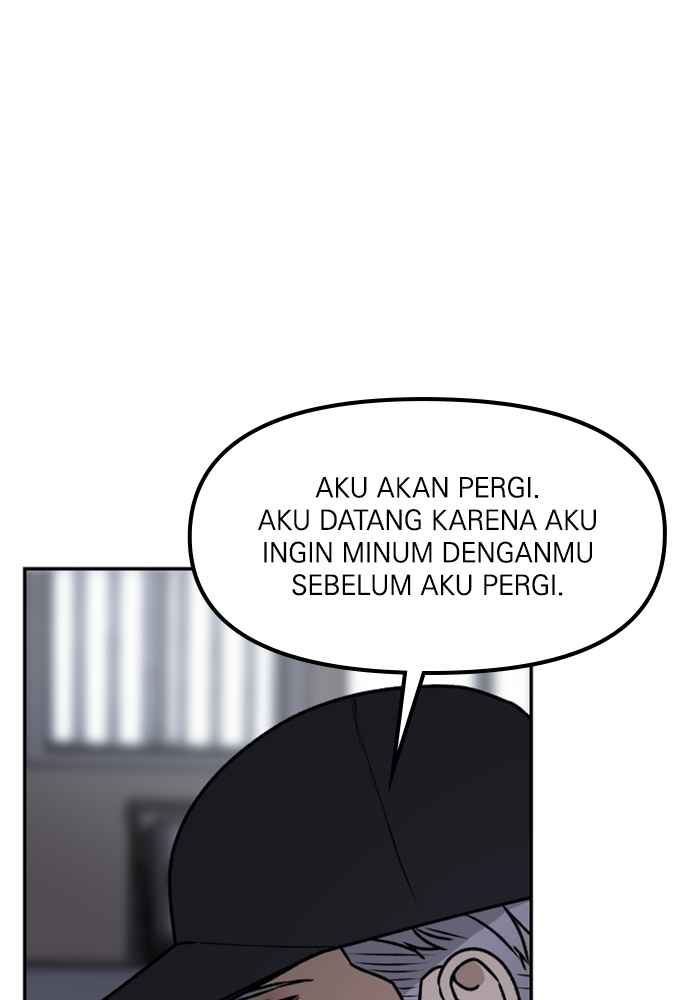 AKU AKAN PERGI.
AKU DATANG KARENA AKU
INGIN MINUM DENGANMU
SEBELUM AKU PERGI.